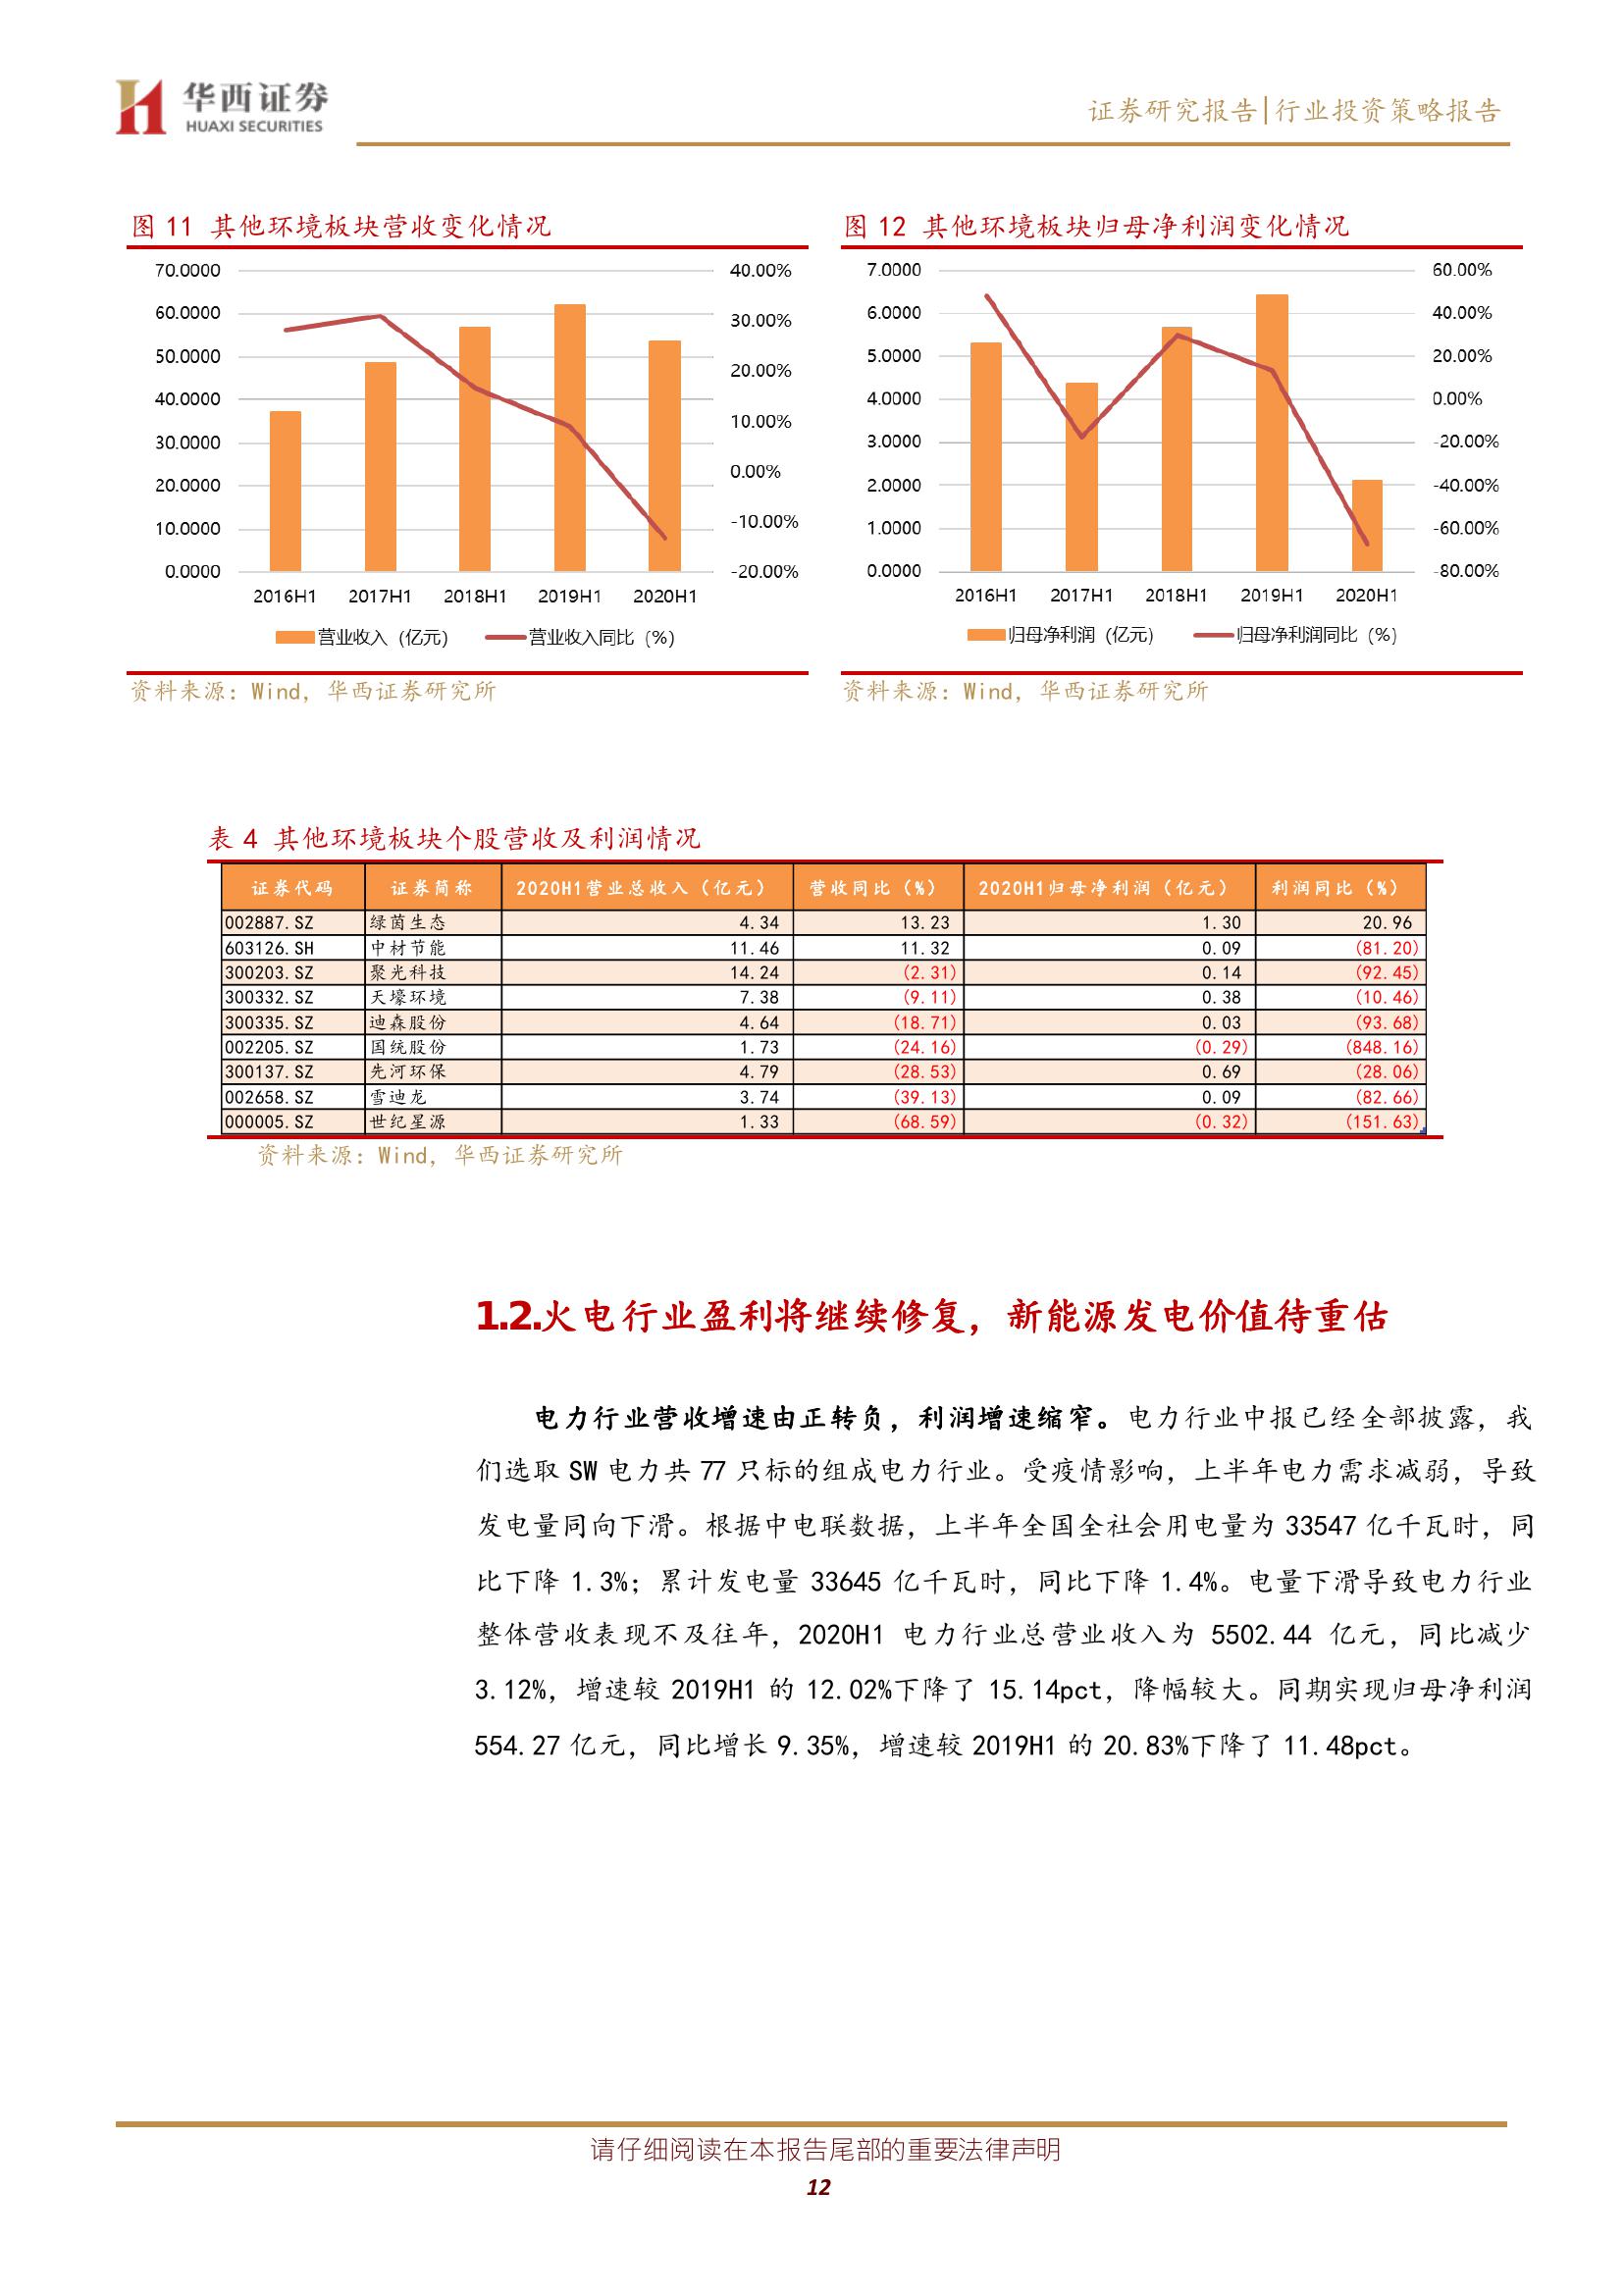 华西证券
HUAXI SECURITIES
证券研究报告|行业投资策略报告
图 11 其他环境板块营收变化情况
70.0000
60.0000
50.0000
40.0000
30.0000
20.0000
10.0000
0.0000
40.00%
30.00%
20.00%
10.00%
0.00%
-10.00%
-20.00%
2016H1 2017H1 2018H1 2019H1 2020H1
营业收入（亿元） 营业收入同比（%）
资料来源：Wind，华西证券研究所
图 12 其他环境板块归母净利润变化情况
7.0000
6.0000
5.0000
4.0000
3.0000
2.0000
1.0000
0.0000
60.00%
40.00%
20.00%
0.00%
-20.00%
-40.00%
-60.00%
-80.00%
2016H1 2017H1 2018H1 2019H1 2020H1
归母净利润（亿元） 归母净利润同比（%）
资料来源：Wind，华西证券研究所
表 4 其他环境板块个股营收及利润情况
证券代码 证券简称 2020H1营业总收入（亿元） 营收同比（%） 2020H1归母净利润（亿元） 利润同比（%）
002887.SZ 绿茵生态 4.34 13.23 1.30 20.96
603126.SH 中材节能 11.46 11.32 0.09 (81.20)
300203.SZ 聚光科技 14.24 (2.31) 0.14 (92.45)
300332.SZ 天壕环境 7.38 (9.11) 0.38 (10.46)
300335.SZ 迪森股份 4.64 (18.71) 0.03 (93.68)
002205.SZ 国统股份 1.73 (24.16) (0.29) (848.16)
300137.SZ 先河环保 4.79 (28.53) 0.69 (28.06)
002658.SZ 雪迪龙 3.74 (39.13) 0.09 (82.66)
000005.SZ 世纪星源 1.33 (68.59) (0.32) (151.63)
资料来源：Wind，华西证券研究所
1.2.火电行业盈利将继续修复，新能源发电价值待重估
电力行业营收增速由正转负，利润增速缩窄。电力行业中报已经全部披露，我
们选取 SW 电力共 77 只标的组成电力行业。受疫情影响，上半年电力需求减弱，导致
发电量同向下滑。根据中电联数据，上半年全国全社会用电量为 33547 亿千瓦时，同
比下降 1.3%；累计发电量 33645 亿千瓦时，同比下降 1.4%。电量下滑导致电力行业
整体营收表现不及往年，2020H1 电力行业总营业收入为 5502.44 亿元，同比减少
3.12%，增速较 2019H1 的 12.02%下降了 15.14pct，降幅较大。同期实现归母净利润
554.27 亿元，同比增长 9.35%，增速较 2019H1 的 20.83%下降了 11.48pct。
请仔细阅读在本报告尾部的重要法律声明
12